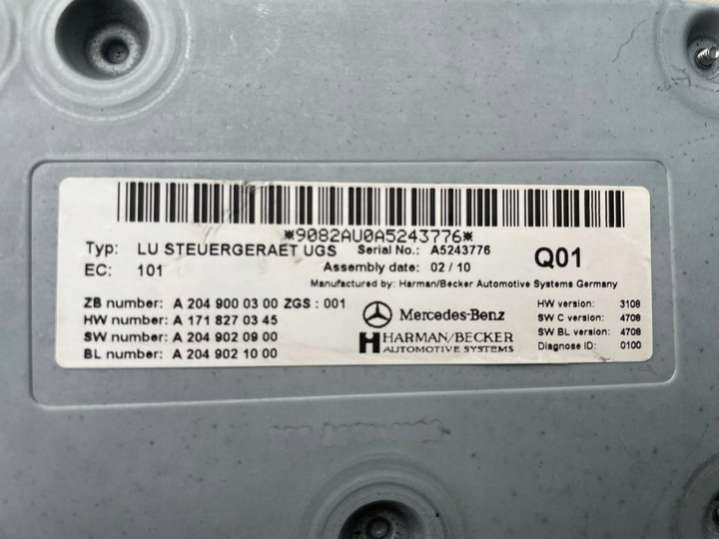 *9082AU0A5243776*
Typ: LU STEUERGERAET UGS Serial No.: A5243776 Q01
EC: 101 Assembly date: 02 / 10
Manufactured by: Harman/Becker Automotive Systems Germany
ZB number: A 204 900 03 00 ZGS : 001
HW number: A 171 827 03 45
SW number: A 204 902 09 00
BL number: A 204 902 10 00
Mercedes-Benz
HARMAN/BECKER
AUTOMOTIVE SYSTEMS
HW version: 3108
SW C version: 4708
SW BL version: 4708
Diagnose ID: 0100